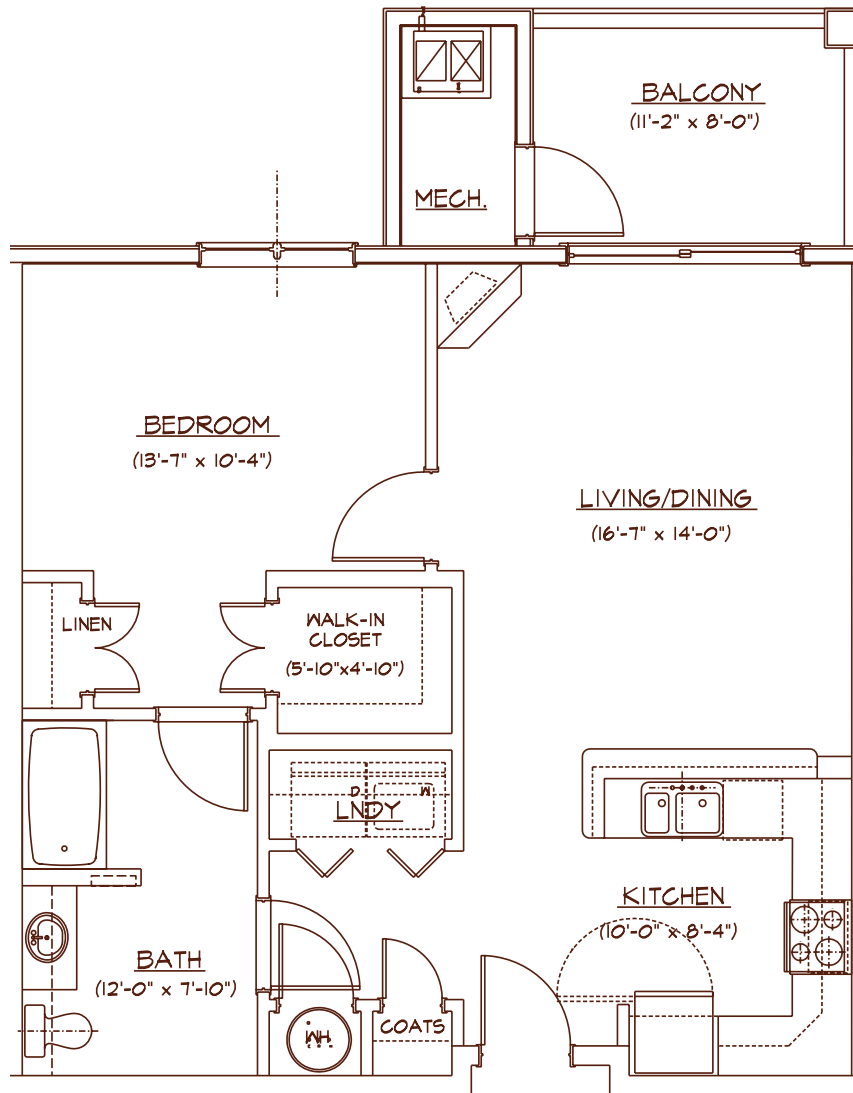 BALCONY
(11'-2" x 8'-0")
MECH.
BEDROOM
(13'-7" x 10'-4")
LIVING/DINING
(16'-7" x 14'-0")
LINEN
WALK-IN
CLOSET
(5'-10"x4'-10")
D
W
LNDY
KITCHEN
(10'-0" x 8'-4")
BATH
(12'-0" x 7'-10")
WH
COATS